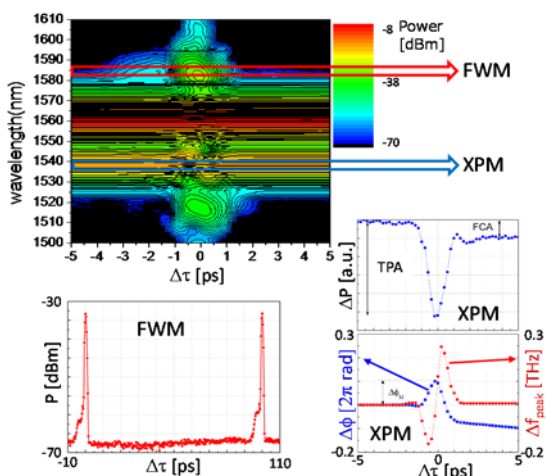 1610
1600
1590
1580
1570
1560
1550
1540
1530
1520
1510
1500
wavelength(nm)
-5 -4 -3 -2 -1 0 1 2 3 4 5
Δτ [ps]
-8
Power
[dBm]
-38
-70
FWM
XPM
-30
FWM
P [dBm]
-70
-10
110
Δτ [ps]
FCA
TPA
ΔP [a.u.]
XPM
0.3
0.3
Δϕ [2π rad]
XPM
Δf peak [THz]
-0.2
-0.2
-5 0 5
Δτ [ps]